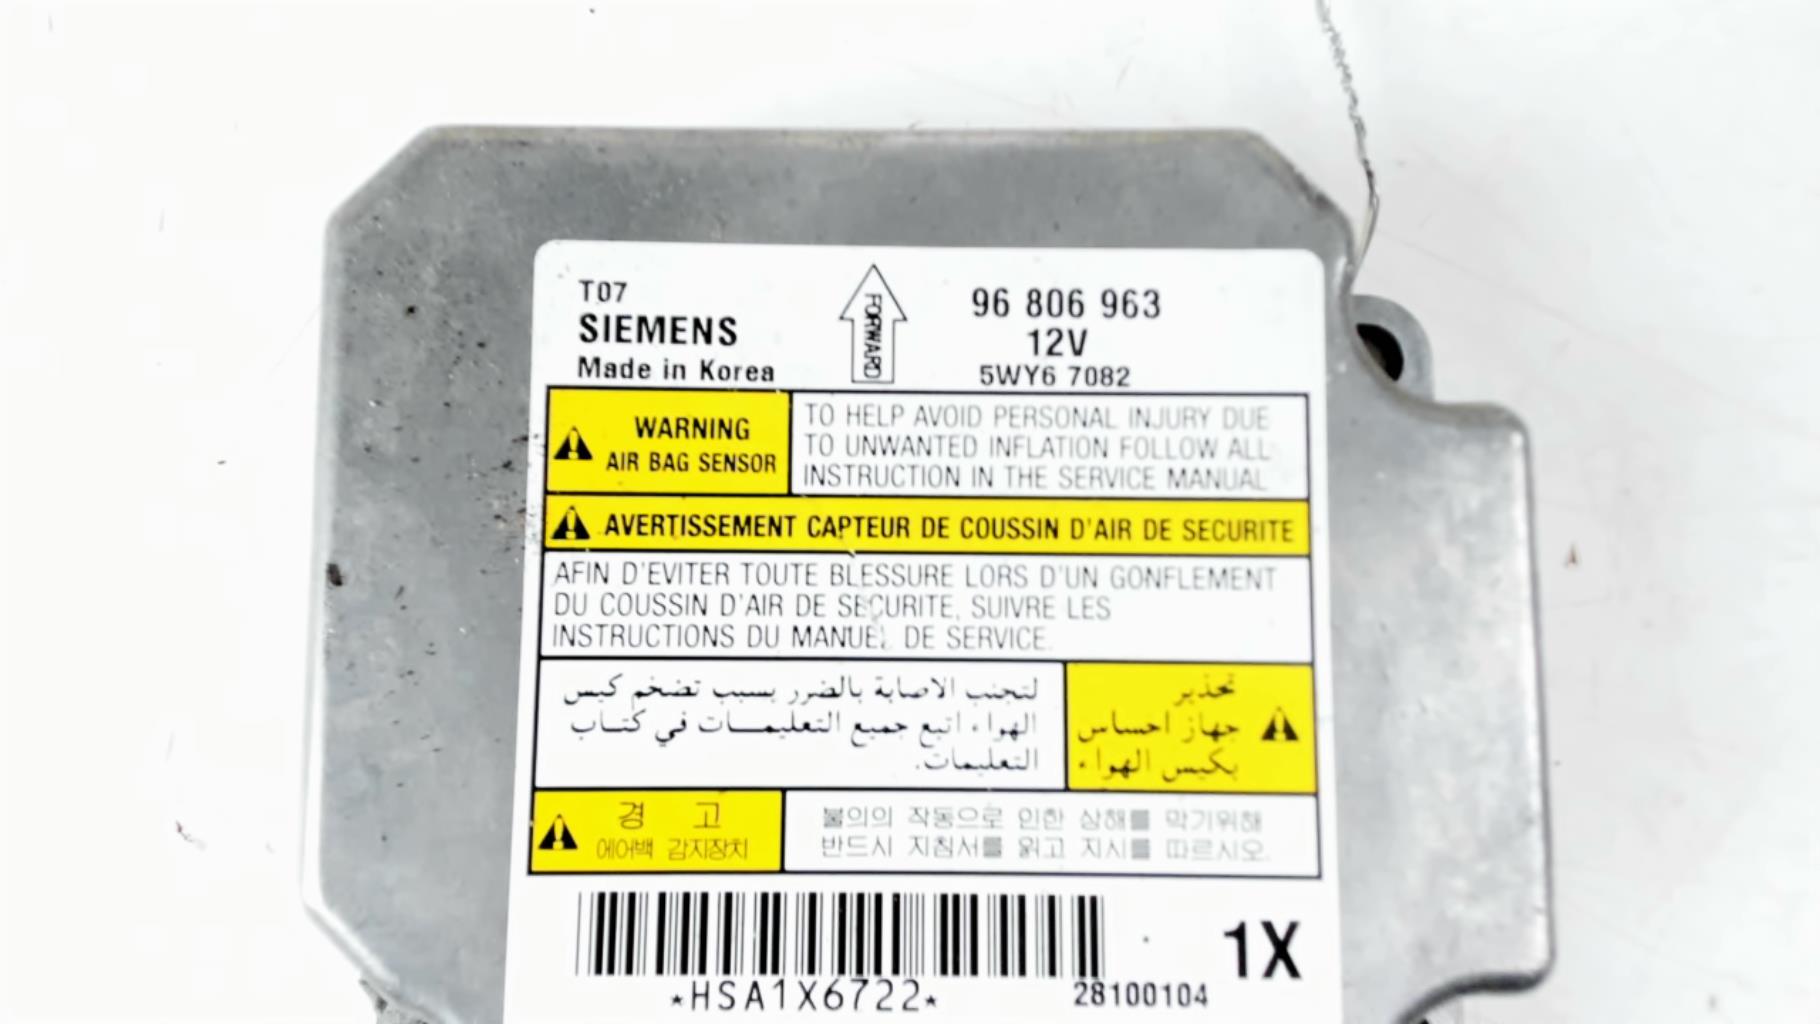 T07
SIEMENS
Made in Korea
FORWARD
96 806 963
12V
5WY6 7082
WARNING
AIR BAG SENSOR
TO HELP AVOID PERSONAL INJURY DUE
TO UNWANTED INFLATION FOLLOW ALL
INSTRUCTION IN THE SERVICE MANUAL
AVERTISSEMENT CAPTEUR DE COUSSIN D'AIR DE SECURITE
AFIN D'EVITER TOUTE BLESSURE LORS D'UN GONFLEMENT
DU COUSSIN D'AIR DE SECURITE, SUIVRE LES
INSTRUCTIONS DU MANUEL DE SERVICE.
تحذير
جهاز احساس
بكيس الهواء
لتجنب الاصابة بالضرر بسبب تضخم كيس
الهواء اتبع جميع التعليمات في كتاب
التعليمات.
경 고
에어백 감지장치
불의의 작동으로 인한 상해를 막기위해
반드시 지침서를 읽고 지시를 따르시오.
1X
*HSA1X6722*
28100104